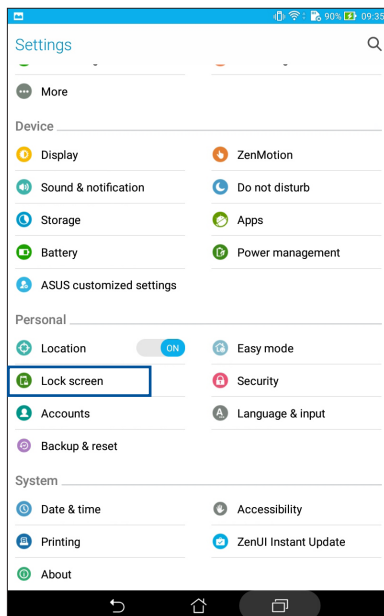 90% 09:35
Settings
More
Device
Display
ZenMotion
Sound & notification
Do not disturb
Storage
Apps
Battery
Power management
ASUS customized settings
Personal
Location ON
Easy mode
Lock screen
Security
Accounts
Language & input
Backup & reset
System
Date & time
Accessibility
Printing
ZenUI Instant Update
About